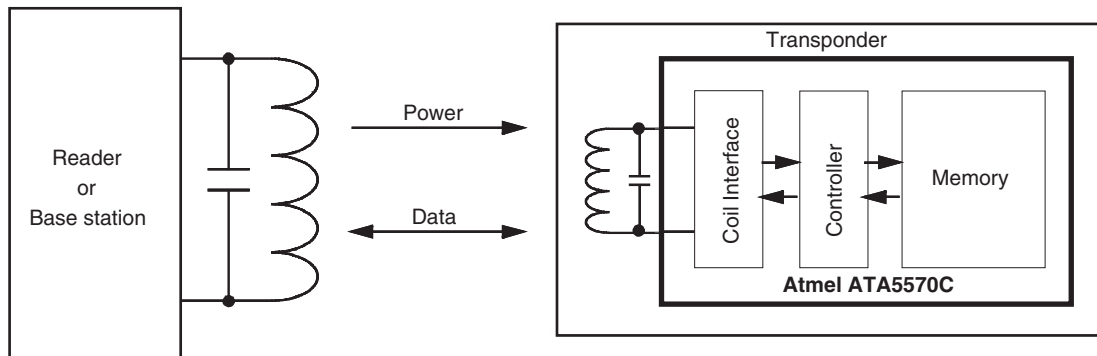 Reader
or
Base station
Power
Data
Transponder
Coil Interface
Controller
Memory
Atmel ATA5570C